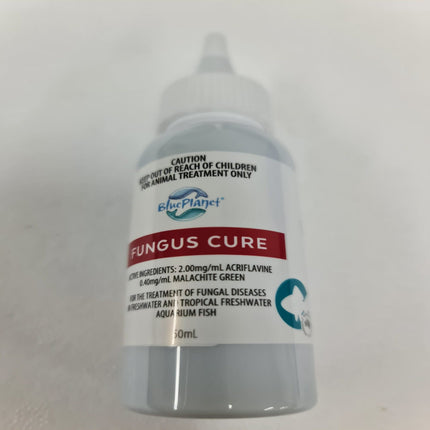 CAUTION
KEEP OUT OF REACH OF CHILDREN
FOR ANIMAL TREATMENT ONLY
BluePlanet
FUNGUS CURE
ACTIVE INGREDIENTS: 2.00mg/mL ACRIFLAVINE
0.40mg/mL MALACHITE GREEN
FOR THE TREATMENT OF FUNGAL DISEASES
IN FRESHWATER AND TROPICAL FRESHWATER
AQUARIUM FISH
50mL